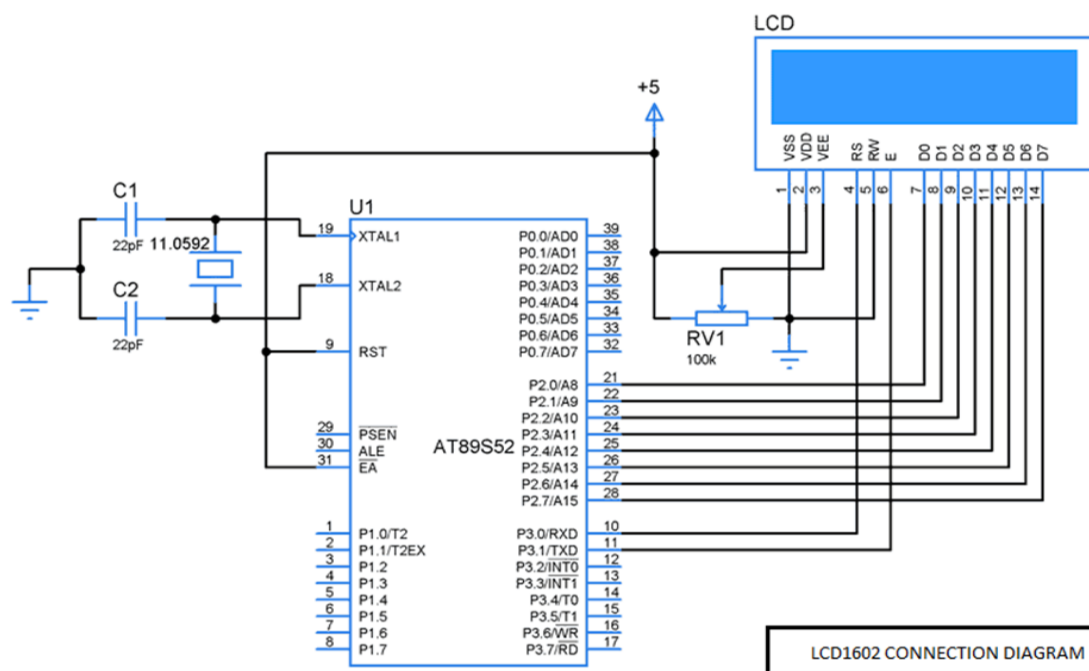 LCD
+5
VSS
VDD
VEE
RS
RW
E
D0
D1
D2
D3
D4
D5
D6
D7
1
2
3
4
5
6
7
8
9
10
11
12
13
14
C1
22pF
11.0592
C2
22pF
U1
AT89S52
19 XTAL1
18 XTAL2
9 RST
29 PSEN
30 ALE
31 EA
1 P1.0/T2
2 P1.1/T2EX
3 P1.2
4 P1.3
5 P1.4
6 P1.5
7 P1.6
8 P1.7
P0.0/AD0 39
P0.1/AD1 38
P0.2/AD2 37
P0.3/AD3 36
P0.4/AD4 35
P0.5/AD5 34
P0.6/AD6 33
P0.7/AD7 32
P2.0/A8 21
P2.1/A9 22
P2.2/A10 23
P2.3/A11 24
P2.4/A12 25
P2.5/A13 26
P2.6/A14 27
P2.7/A15 28
P3.0/RXD 10
P3.1/TXD 11
P3.2/INT0 12
P3.3/INT1 13
P3.4/T0 14
P3.5/T1 15
P3.6/WR 16
P3.7/RD 17
RV1
100k
LCD1602 CONNECTION DIAGRAM